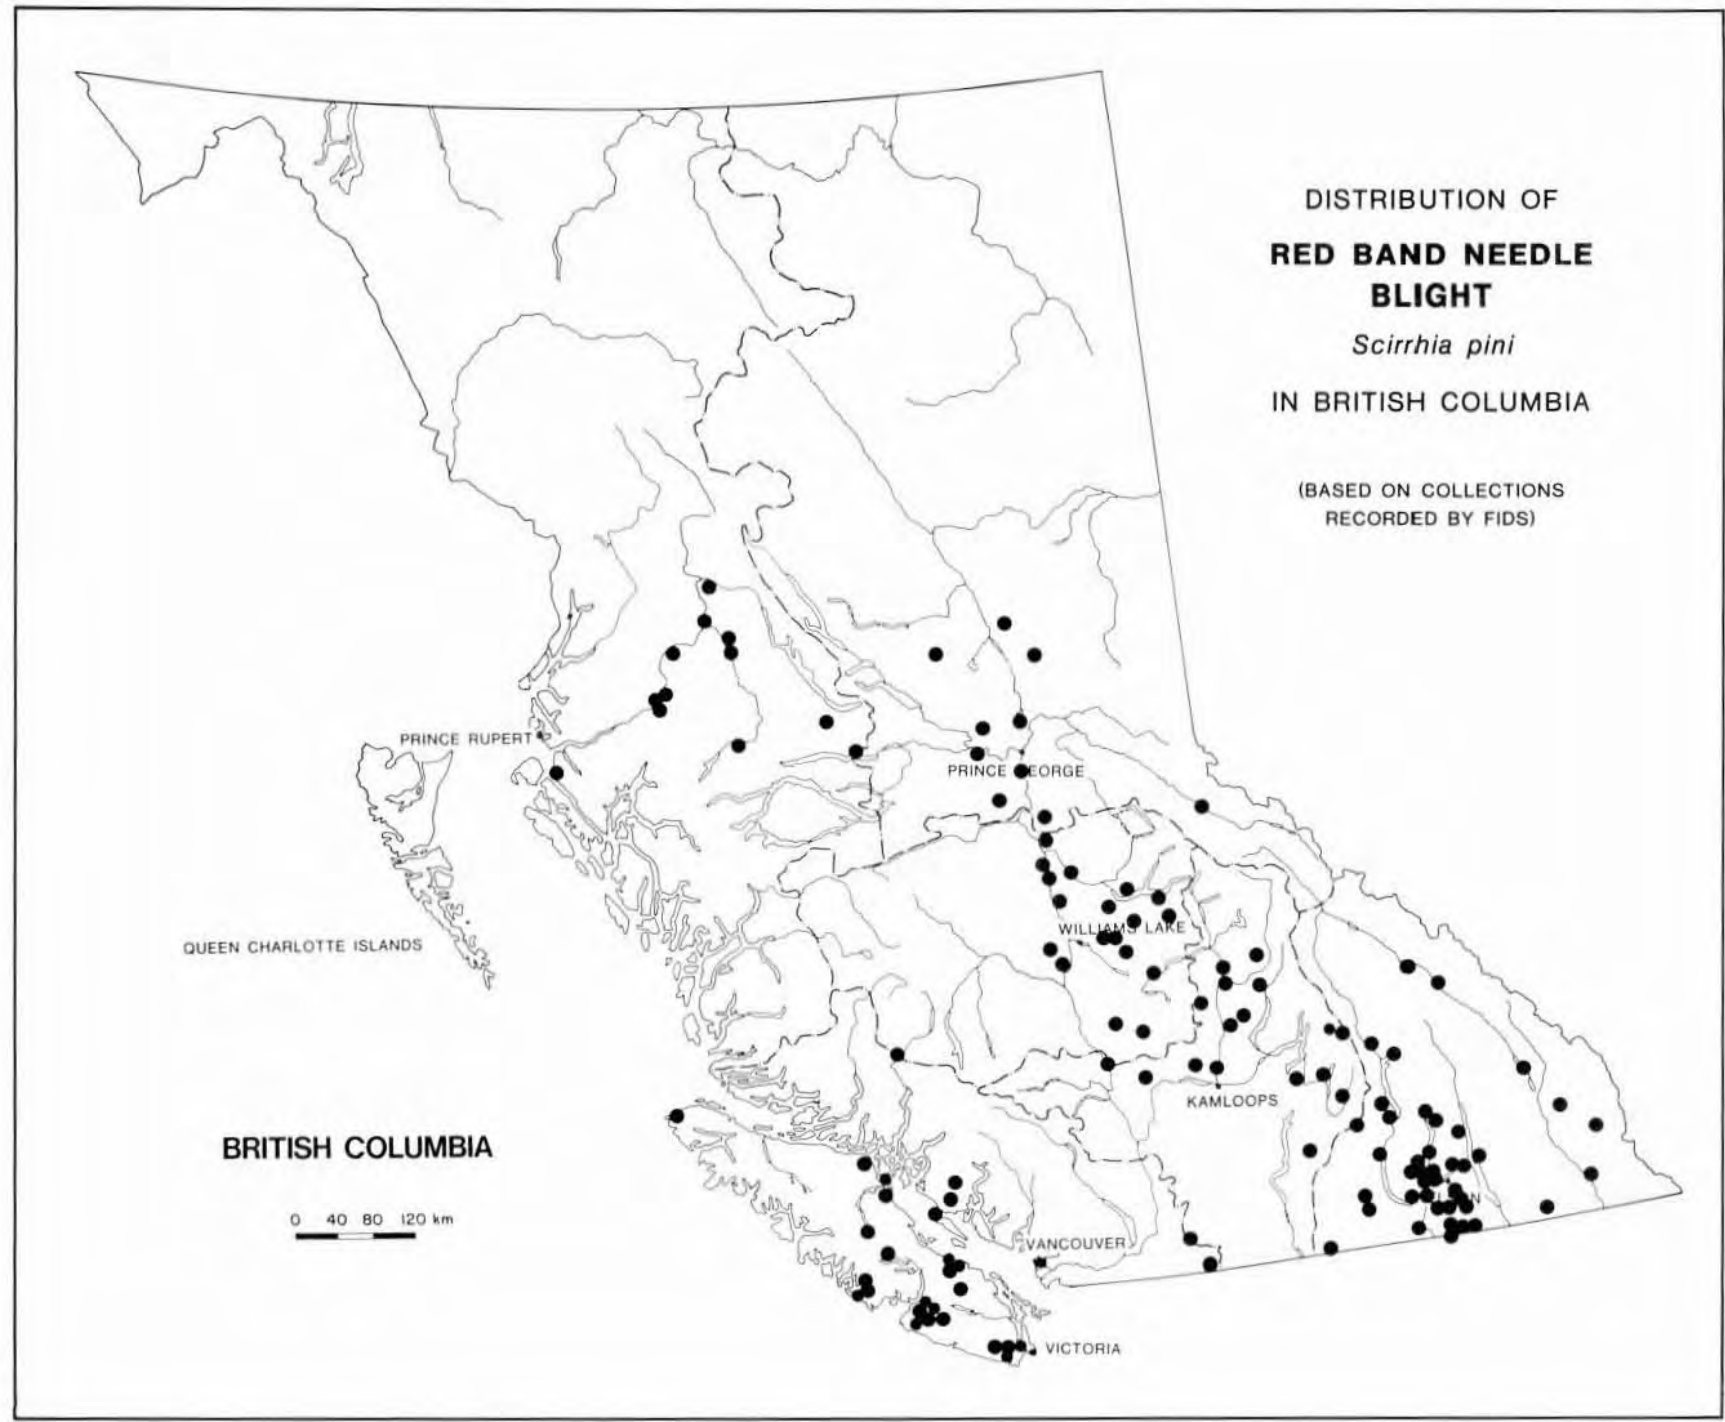 DISTRIBUTION OF
RED BAND NEEDLE
BLIGHT
Scirrhia pini
IN BRITISH COLUMBIA
(BASED ON COLLECTIONS
RECORDED BY FIDS)
PRINCE RUPERT
PRINCE EORGE
QUEEN CHARLOTTE ISLANDS
WILLIAMS LAKE
KAMLOOPS
BRITISH COLUMBIA
0 40 80 120 km
VANCOUVER
VICTORIA